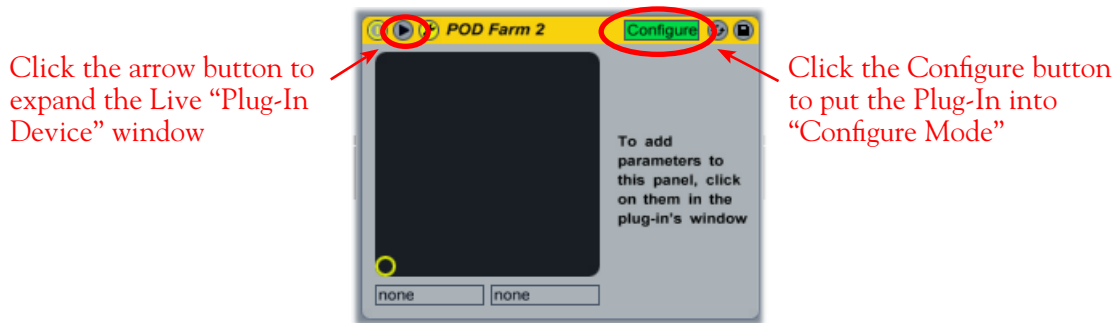 POD Farm 2
Configure
Click the arrow button to
expand the Live “Plug-In
Device” window
Click the Configure button
to put the Plug-In into
“Configure Mode”
To add
parameters to
this panel, click
on them in the
plug-in's window
none
none